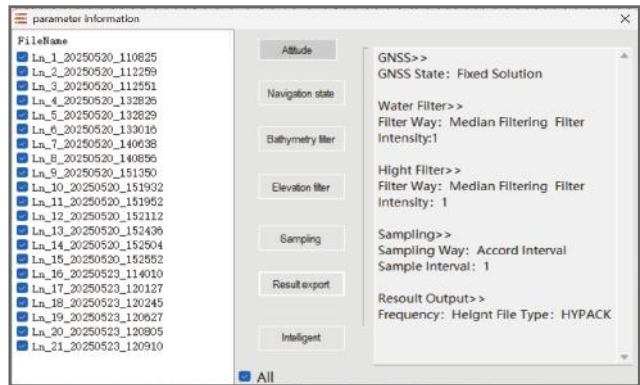 parameter information
FileName
Ln_1_20250520_110825
Ln_2_20250520_112259
Ln_3_20250520_112551
Ln_4_20250520_132826
Ln_5_20250520_132829
Ln_6_20250520_133016
Ln_7_20250520_140638
Ln_8_20250520_140856
Ln_9_20250520_151350
Ln_10_20250520_151932
Ln_11_20250520_151952
Ln_12_20250520_152112
Ln_13_20250520_152436
Ln_14_20250520_152504
Ln_15_20250520_152552
Ln_16_20250523_114010
Ln_17_20250523_120127
Ln_18_20250523_120245
Ln_19_20250523_120627
Ln_20_20250523_120805
Ln_21_20250523_120910
Attitude
Navigation state
Bathymetry filter
Elevation filter
Sampling
Result export
Intelligent
All
GNSS>>
GNSS State: Fixed Solution
Water Filter>>
Filter Way: Median Filtering Filter
Intensity:1
Hight Filter>>
Filter Way: Median Filtering Filter
Intensity: 1
Sampling>>
Sampling Way: Accord Interval
Sample Interval: 1
Resoult Output>>
Frequency: Helgnt File Type: HYPACK